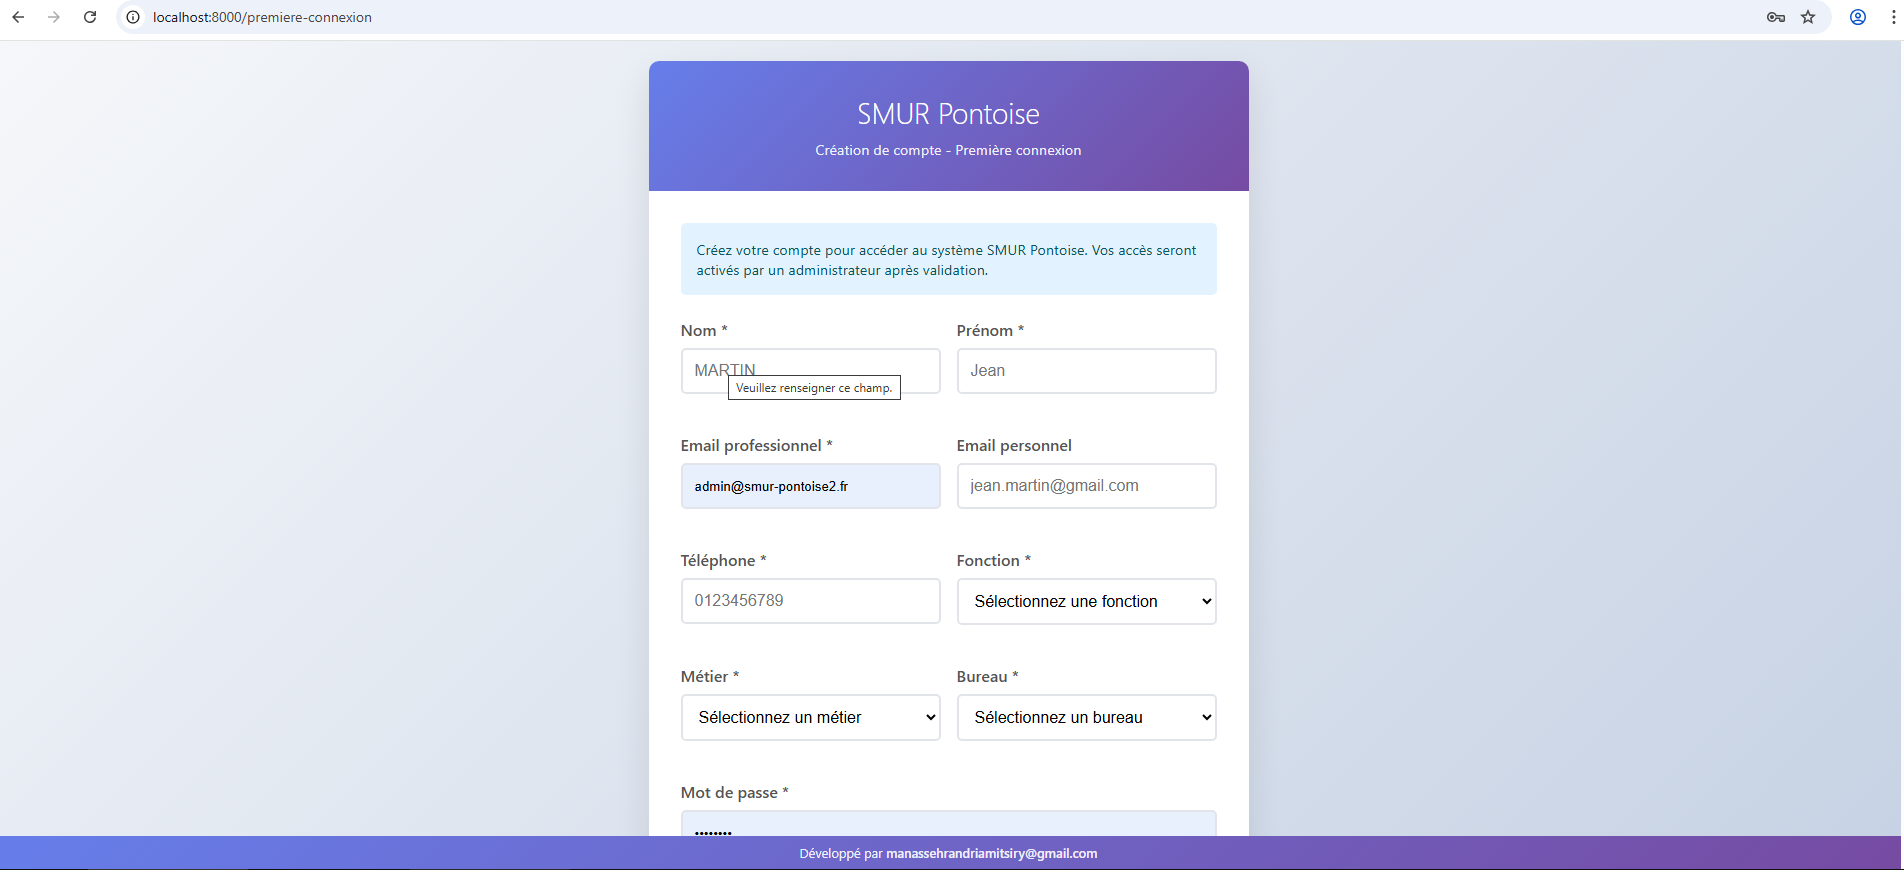 localhost:8000/premiere-connexion
SMUR Pontoise
Création de compte - Première connexion
Créez votre compte pour accéder au système SMUR Pontoise. Vos accès seront
activés par un administrateur après validation.
Nom *
Prénom *
MARTIN
Jean
Veuillez renseigner ce champ.
Email professionnel *
Email personnel
admin@smur-pontoise2.fr
jean.martin@gmail.com
Téléphone *
Fonction *
0123456789
Sélectionnez une fonction
Métier *
Bureau *
Sélectionnez un métier
Sélectionnez un bureau
Mot de passe *
••••••••
Développé par manassehrandriamitsiry@gmail.com